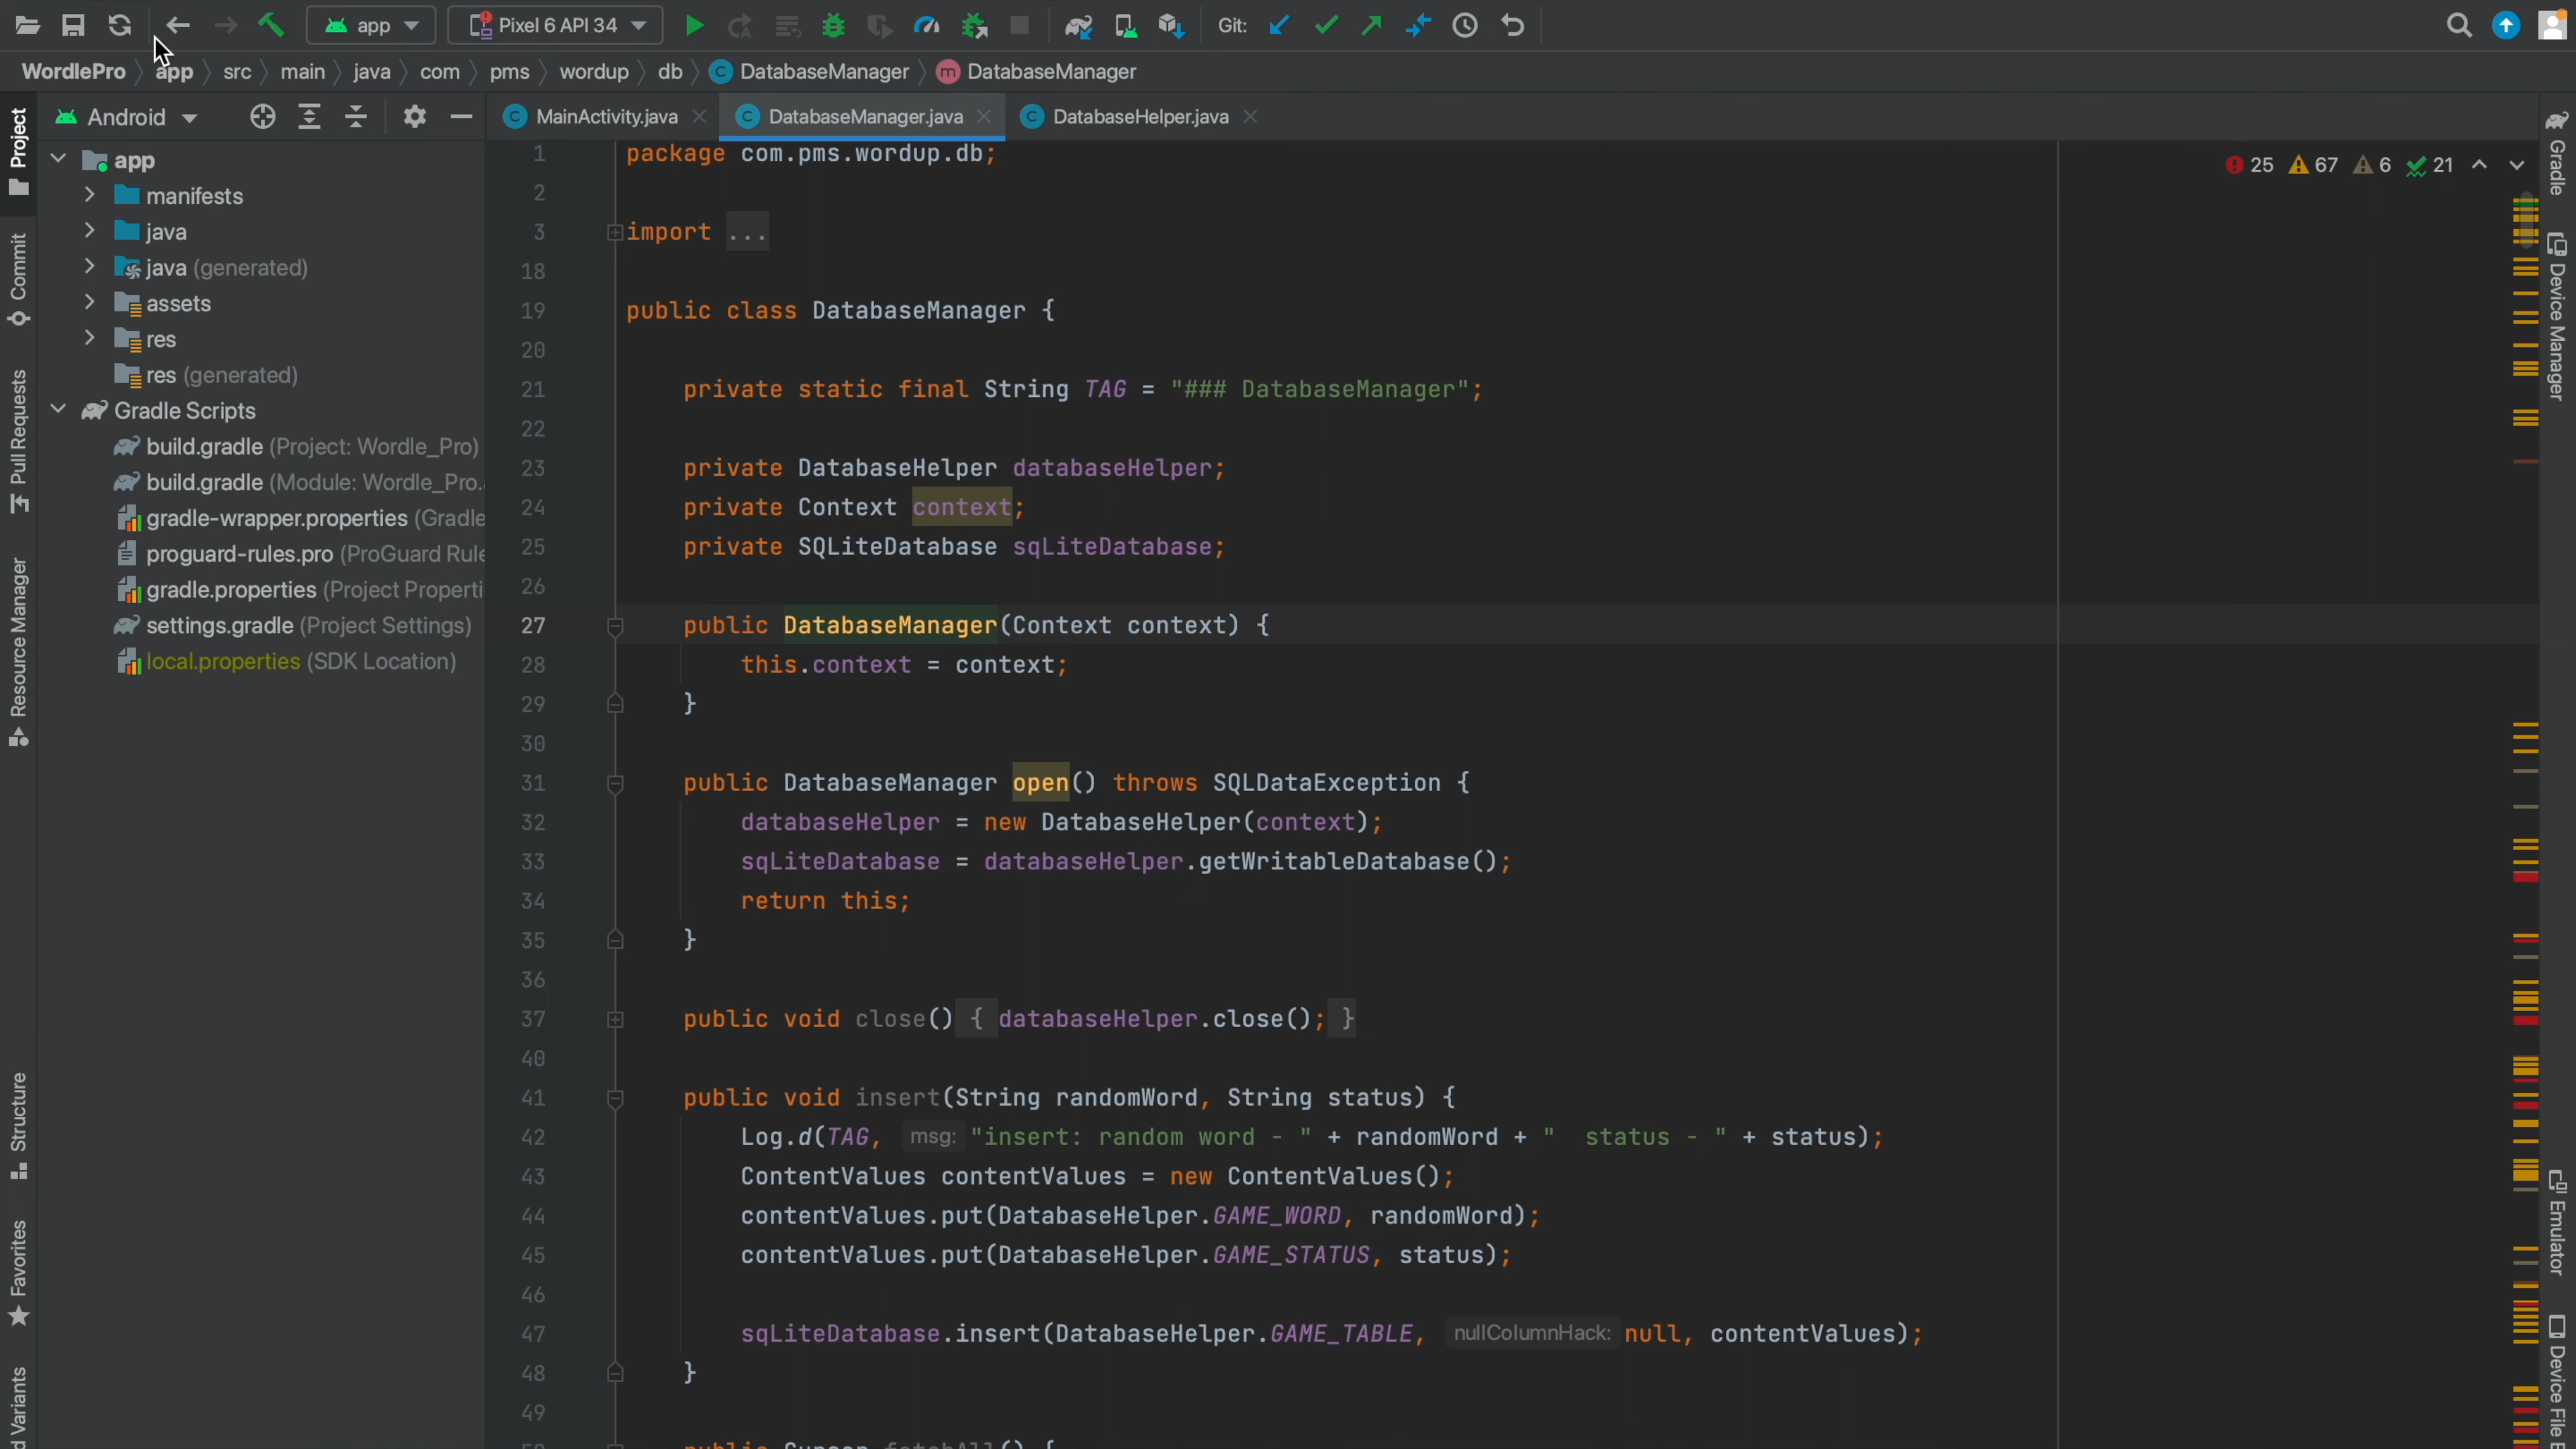 app Pixel 6 API 34 Git:
WordlePro app src main java com pms wordup db DatabaseManager DatabaseManager
Android
MainActivity.java DatabaseManager.java DatabaseHelper.java
25 67 6 21
app
manifests
java
java (generated)
assets
res
res (generated)
Gradle Scripts
build.gradle (Project: Wordle_Pro)
build.gradle (Module: Wordle_Pro.
gradle-wrapper.properties (Gradle
proguard-rules.pro (ProGuard Rule
gradle.properties (Project Properti
settings.gradle (Project Settings)
local.properties (SDK Location)
Project
Commit
Pull Requests
Resource Manager
Structure
Favorites
d Variants
1 package com.pms.wordup.db;
2
3 import ...
18
19 public class DatabaseManager {
20
21 private static final String TAG = "### DatabaseManager";
22
23 private DatabaseHelper databaseHelper;
24 private Context context;
25 private SQLiteDatabase sqLiteDatabase;
26
27 public DatabaseManager(Context context) {
28 this.context = context;
29 }
30
31 public DatabaseManager open() throws SQLDataException {
32 databaseHelper = new DatabaseHelper(context);
33 sqLiteDatabase = databaseHelper.getWritableDatabase();
34 return this;
35 }
36
37 public void close() { databaseHelper.close(); }
40
41 public void insert(String randomWord, String status) {
42 Log.d(TAG, msg: "insert: random word - " + randomWord + "  status - " + status);
43 ContentValues contentValues = new ContentValues();
44 contentValues.put(DatabaseHelper.GAME_WORD, randomWord);
45 contentValues.put(DatabaseHelper.GAME_STATUS, status);
46
47 sqLiteDatabase.insert(DatabaseHelper.GAME_TABLE, nullColumnHack: null, contentValues);
48 }
49
public Cursor fetchAll() {
Gradle
Device Manager
Emulator
Device File